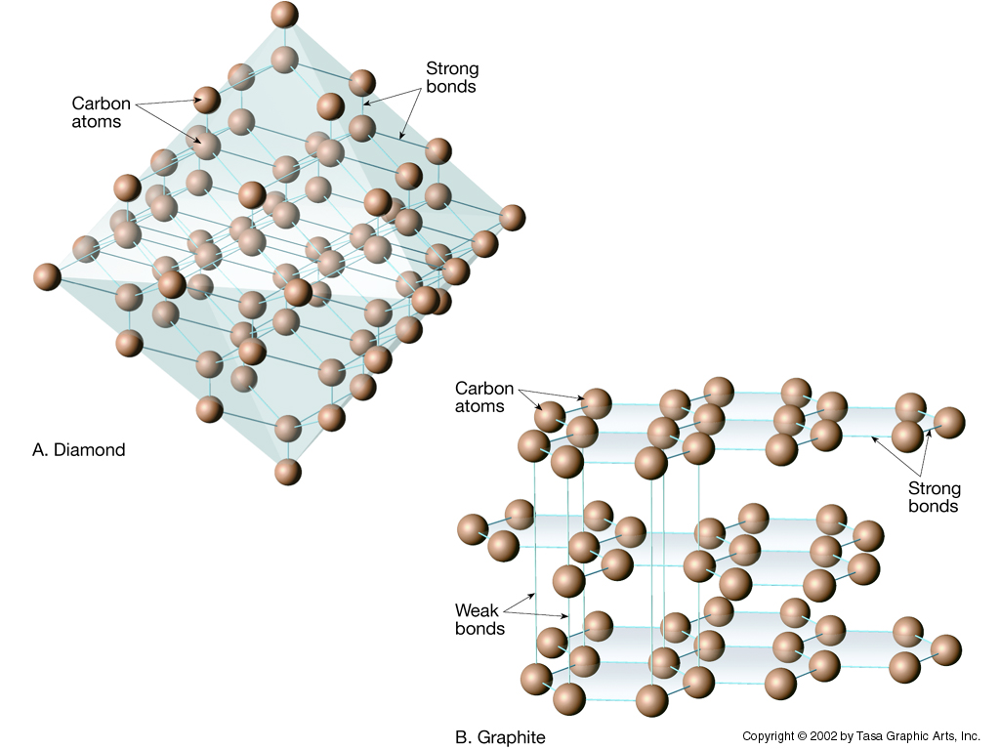 Strong
bonds
Carbon
atoms
A. Diamond
Carbon
atoms
Strong
bonds
Weak
bonds
B. Graphite
Copyright © 2002 by Tasa Graphic Arts, Inc.